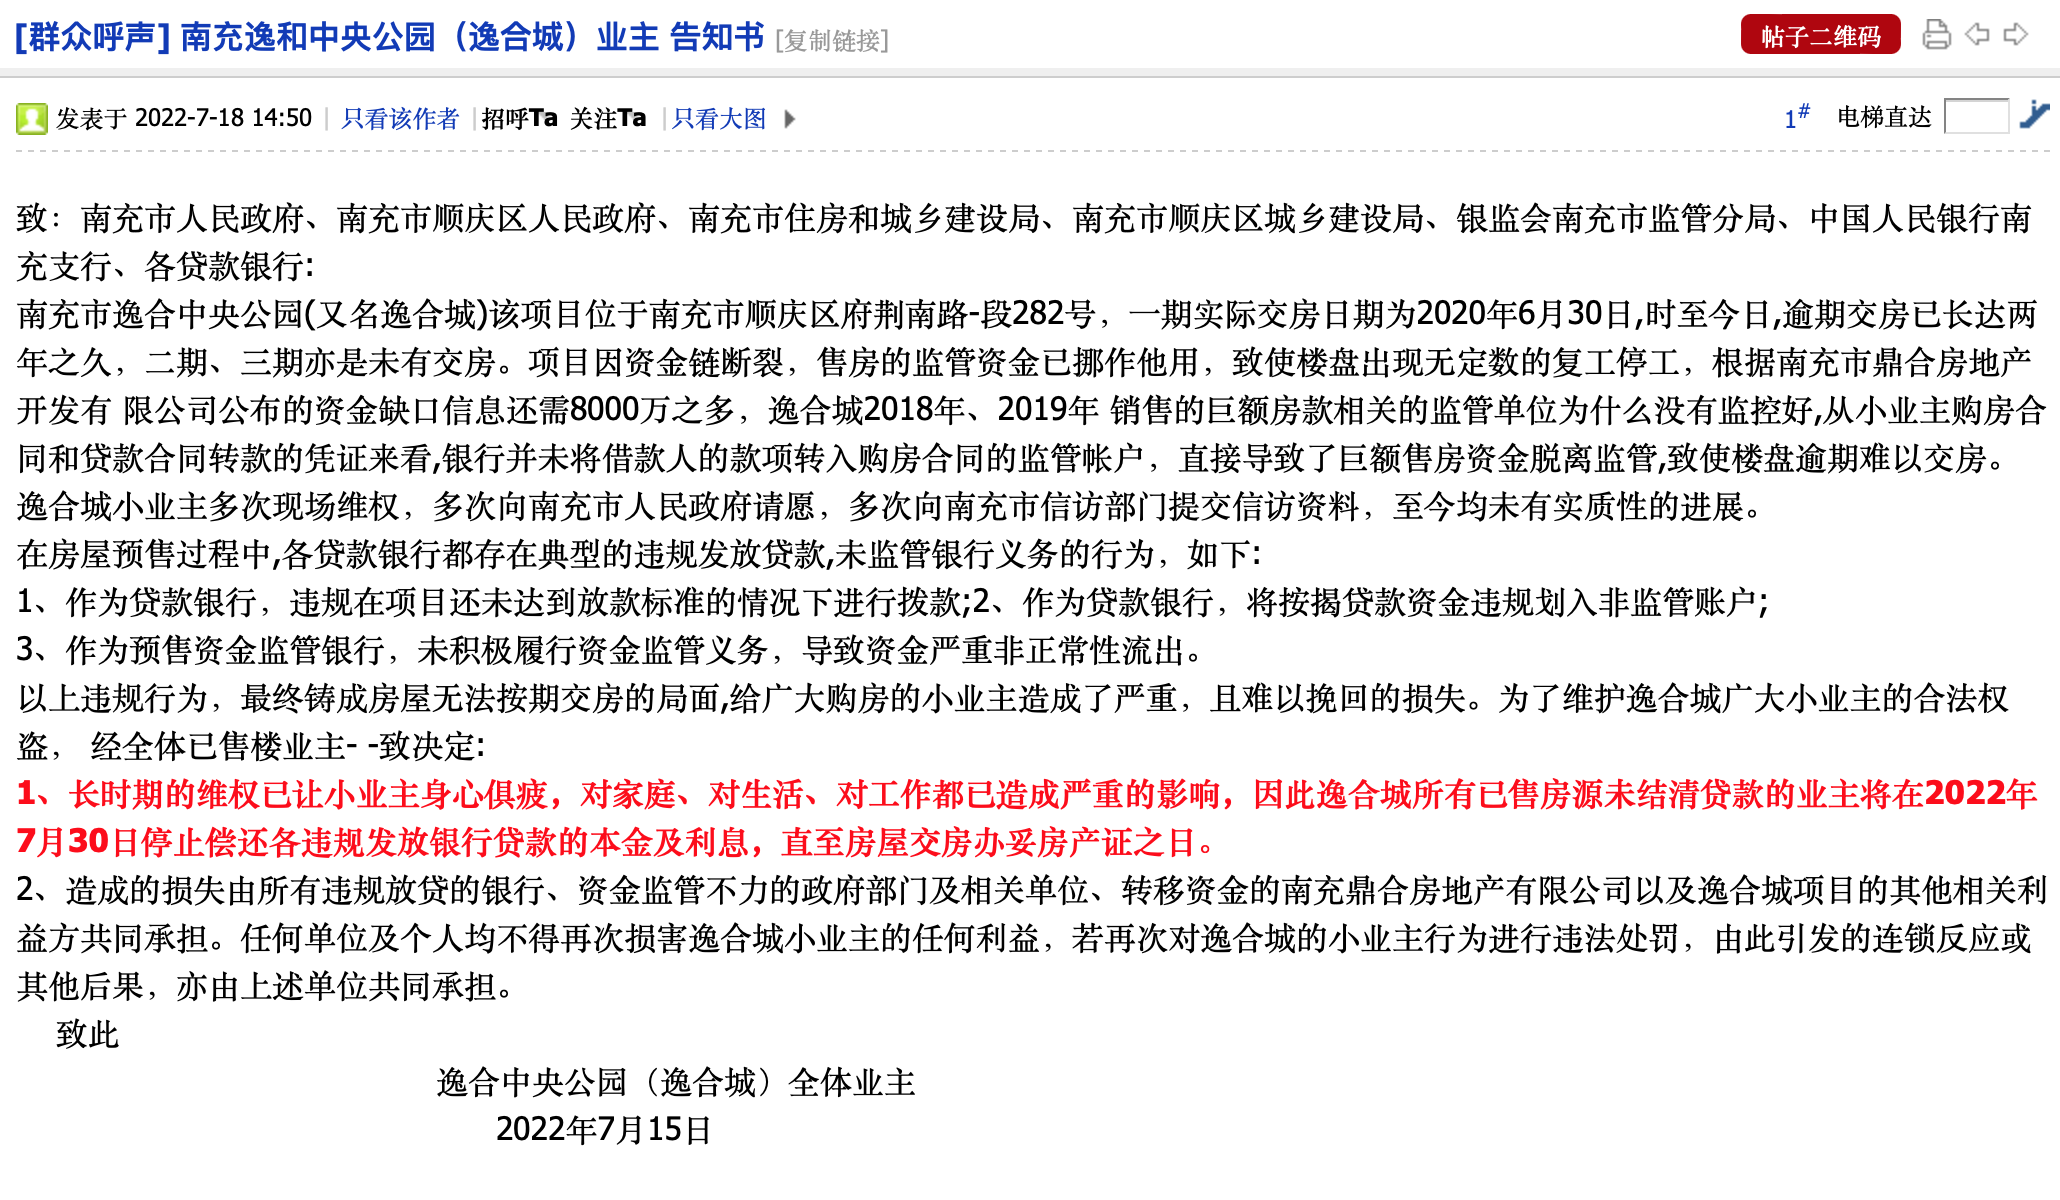 [群众呼声] 南充逸和中央公园（逸合城）业主 告知书 [复制链接]
帖子二维码
发表于 2022-7-18 14:50 | 只看该作者 | 招呼Ta 关注Ta | 只看大图
1# 电梯直达
致：南充市人民政府、南充市顺庆区人民政府、南充市住房和城乡建设局、南充市顺庆区城乡建设局、银监会南充市监管分局、中国人民银行南
充支行、各贷款银行:
南充市逸合中央公园(又名逸合城)该项目位于南充市顺庆区府荆南路-段282号，一期实际交房日期为2020年6月30日,时至今日,逾期交房已长达两
年之久，二期、三期亦是未有交房。项目因资金链断裂，售房的监管资金已挪作他用，致使楼盘出现无定数的复工停工，根据南充市鼎合房地产
开发有 限公司公布的资金缺口信息还需8000万之多，逸合城2018年、2019年 销售的巨额房款相关的监管单位为什么没有监控好,从小业主购房合
同和贷款合同转款的凭证来看,银行并未将借款人的款项转入购房合同的监管帐户，直接导致了巨额售房资金脱离监管,致使楼盘逾期难以交房。
逸合城小业主多次现场维权，多次向南充市人民政府请愿，多次向南充市信访部门提交信访资料，至今均未有实质性的进展。
在房屋预售过程中,各贷款银行都存在典型的违规发放贷款,未监管银行义务的行为，如下:
1、作为贷款银行，违规在项目还未达到放款标准的情况下进行拨款;2、作为贷款银行，将按揭贷款资金违规划入非监管账户;
3、作为预售资金监管银行，未积极履行资金监管义务，导致资金严重非正常性流出。
以上违规行为，最终铸成房屋无法按期交房的局面,给广大购房的小业主造成了严重，且难以挽回的损失。为了维护逸合城广大小业主的合法权
盗， 经全体已售楼业主- -致决定:
1、长时期的维权已让小业主身心俱疲，对家庭、对生活、对工作都已造成严重的影响，因此逸合城所有已售房源未结清贷款的业主将在2022年
7月30日停止偿还各违规发放银行贷款的本金及利息，直至房屋交房办妥房产证之日。
2、造成的损失由所有违规放贷的银行、资金监管不力的政府部门及相关单位、转移资金的南充鼎合房地产有限公司以及逸合城项目的其他相关利
益方共同承担。任何单位及个人均不得再次损害逸合城小业主的任何利益，若再次对逸合城的小业主行为进行违法处罚，由此引发的连锁反应或
其他后果，亦由上述单位共同承担。
致此
逸合中央公园（逸合城）全体业主
2022年7月15日